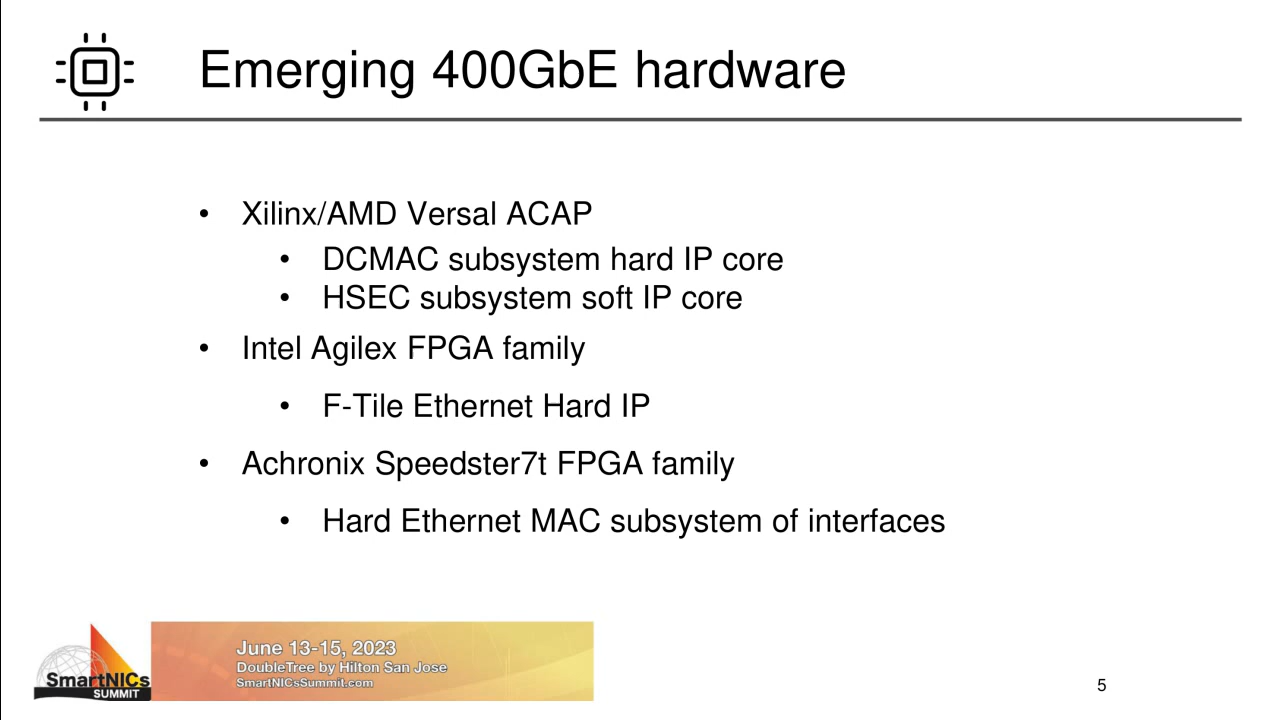 Emerging 400GbE hardware
• Xilinx/AMD Versal ACAP
• DCMAC subsystem hard IP core
• HSEC subsystem soft IP core
• Intel Agilex FPGA family
• F-Tile Ethernet Hard IP
• Achronix Speedster7t FPGA family
• Hard Ethernet MAC subsystem of interfaces
June 13-15, 2023
DoubleTree by Hilton San Jose
SmartNICsSummit.com
SmartNICs
SUMMIT
5